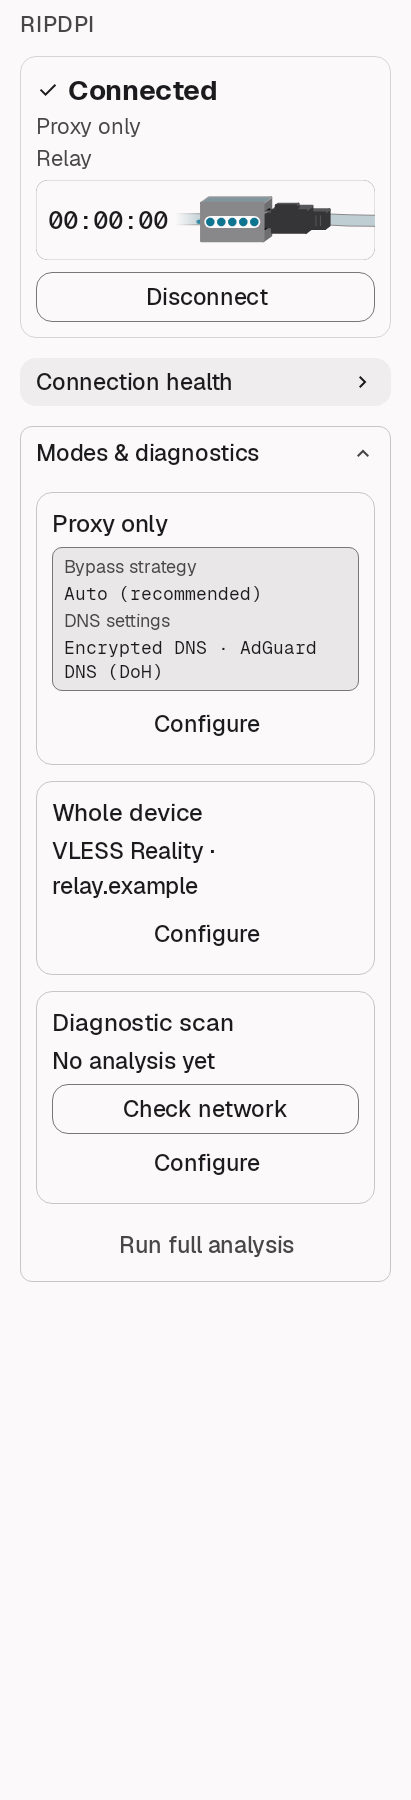 RIPDPI
Connected
Proxy only
Relay
00:00:00
Disconnect
Connection health
Modes & diagnostics
Proxy only
Bypass strategy
Auto (recommended)
DNS settings
Encrypted DNS · AdGuard
DNS (DoH)
Configure
Whole device
VLESS Reality ·
relay.example
Configure
Diagnostic scan
No analysis yet
Check network
Configure
Run full analysis